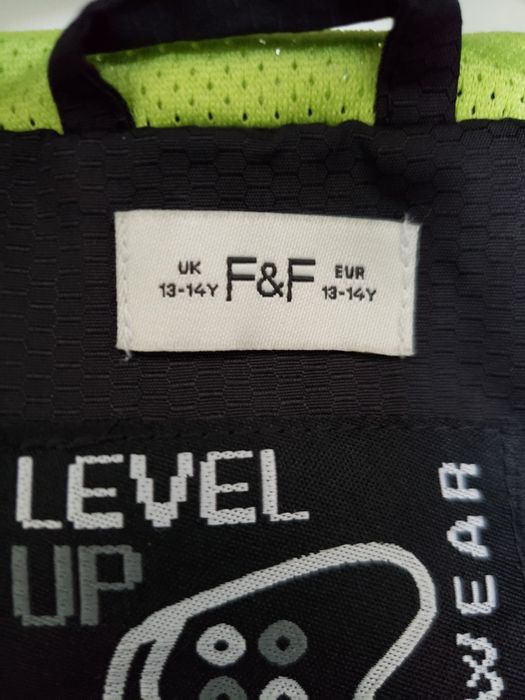 UK
13-14Y
F&F
EUR
13-14Y
LEVEL
UP
WEAR